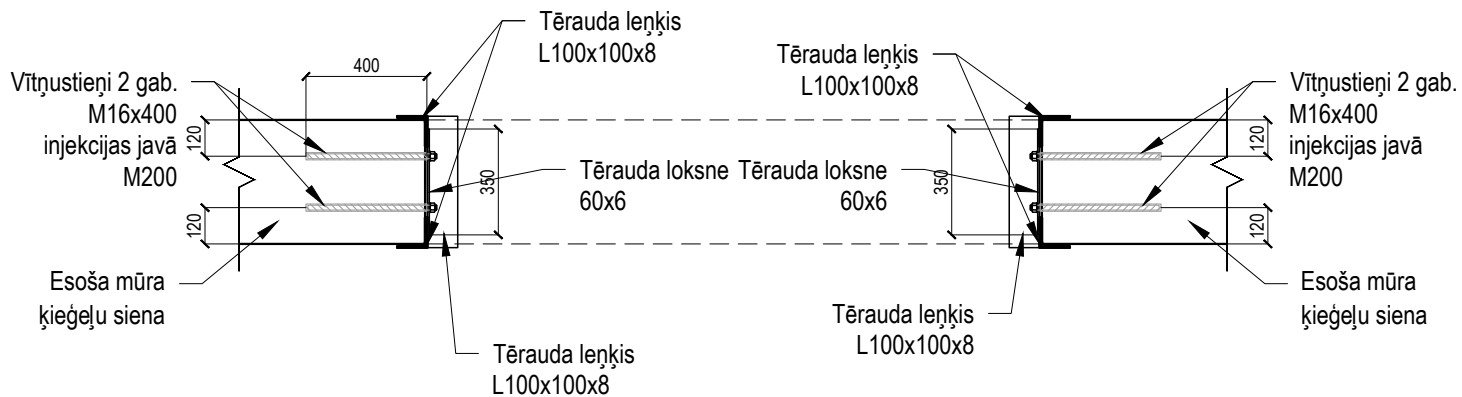 Tērauda leņķis
L100x100x8
400
Vītņustieņi 2 gab.
M16x400
injekcijas javā
M200
120
120
350
Tērauda loksne
60x6
Esoša mūra
ķieģeļu siena
Tērauda leņķis
L100x100x8
Tērauda leņķis
L100x100x8
Vītņustieņi 2 gab.
M16x400
injekcijas javā
M200
120
120
350
Tērauda loksne
60x6
Esoša mūra
ķieģeļu siena
Tērauda leņķis
L100x100x8